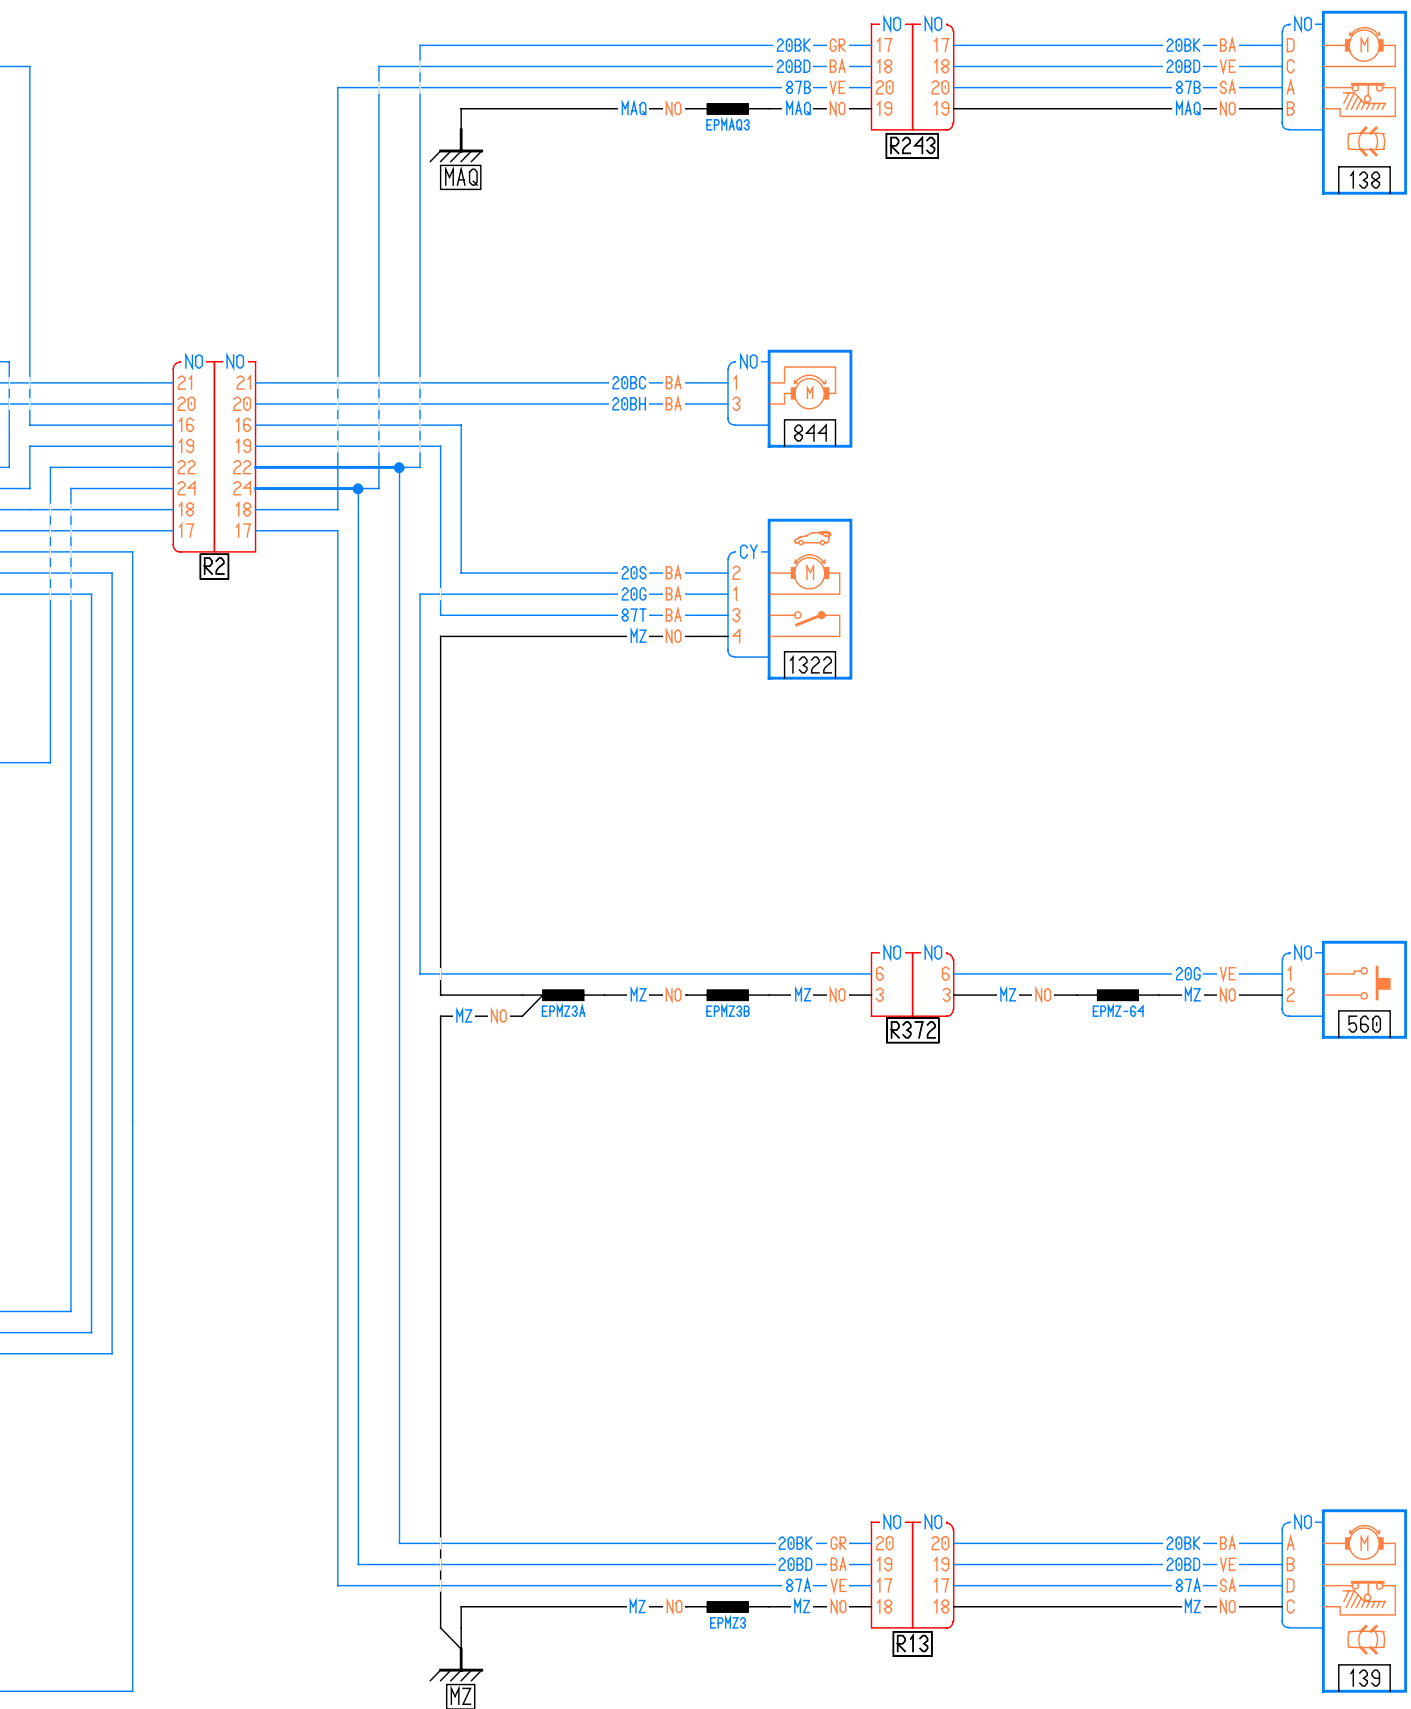 NO NO NO
20BK GR 17 17 20BK BA D M
20BD BA 18 18 20BD VE C
87B VE 20 20 87B SA A
MAQ NO MAQ NO 19 19 MAQ NO B
EPMAQ3
R243
MAQ
138
NO NO NO
21 21 20BC BA 1 M
20 20 20BH BA 3
16 16
844
19 19
22 22
24 24
18 18
17 17
CY
R2
20S BA 2 M
20G BA 1
87T BA 3
MZ NO 4
1322
NO NO NO
6 6 20G VE 1
MZ NO MZ NO 3 3 MZ NO MZ NO 2
EPMZ3A EPMZ3B EPMZ-64
MZ NO
R372
560
NO NO NO
20BK GR 20 20 20BK BA A M
20BD BA 19 19 20BD VE B
87A VE 17 17 87A SA D
MZ NO MZ NO 18 18 MZ NO C
EPMZ3
R13
139
MZ